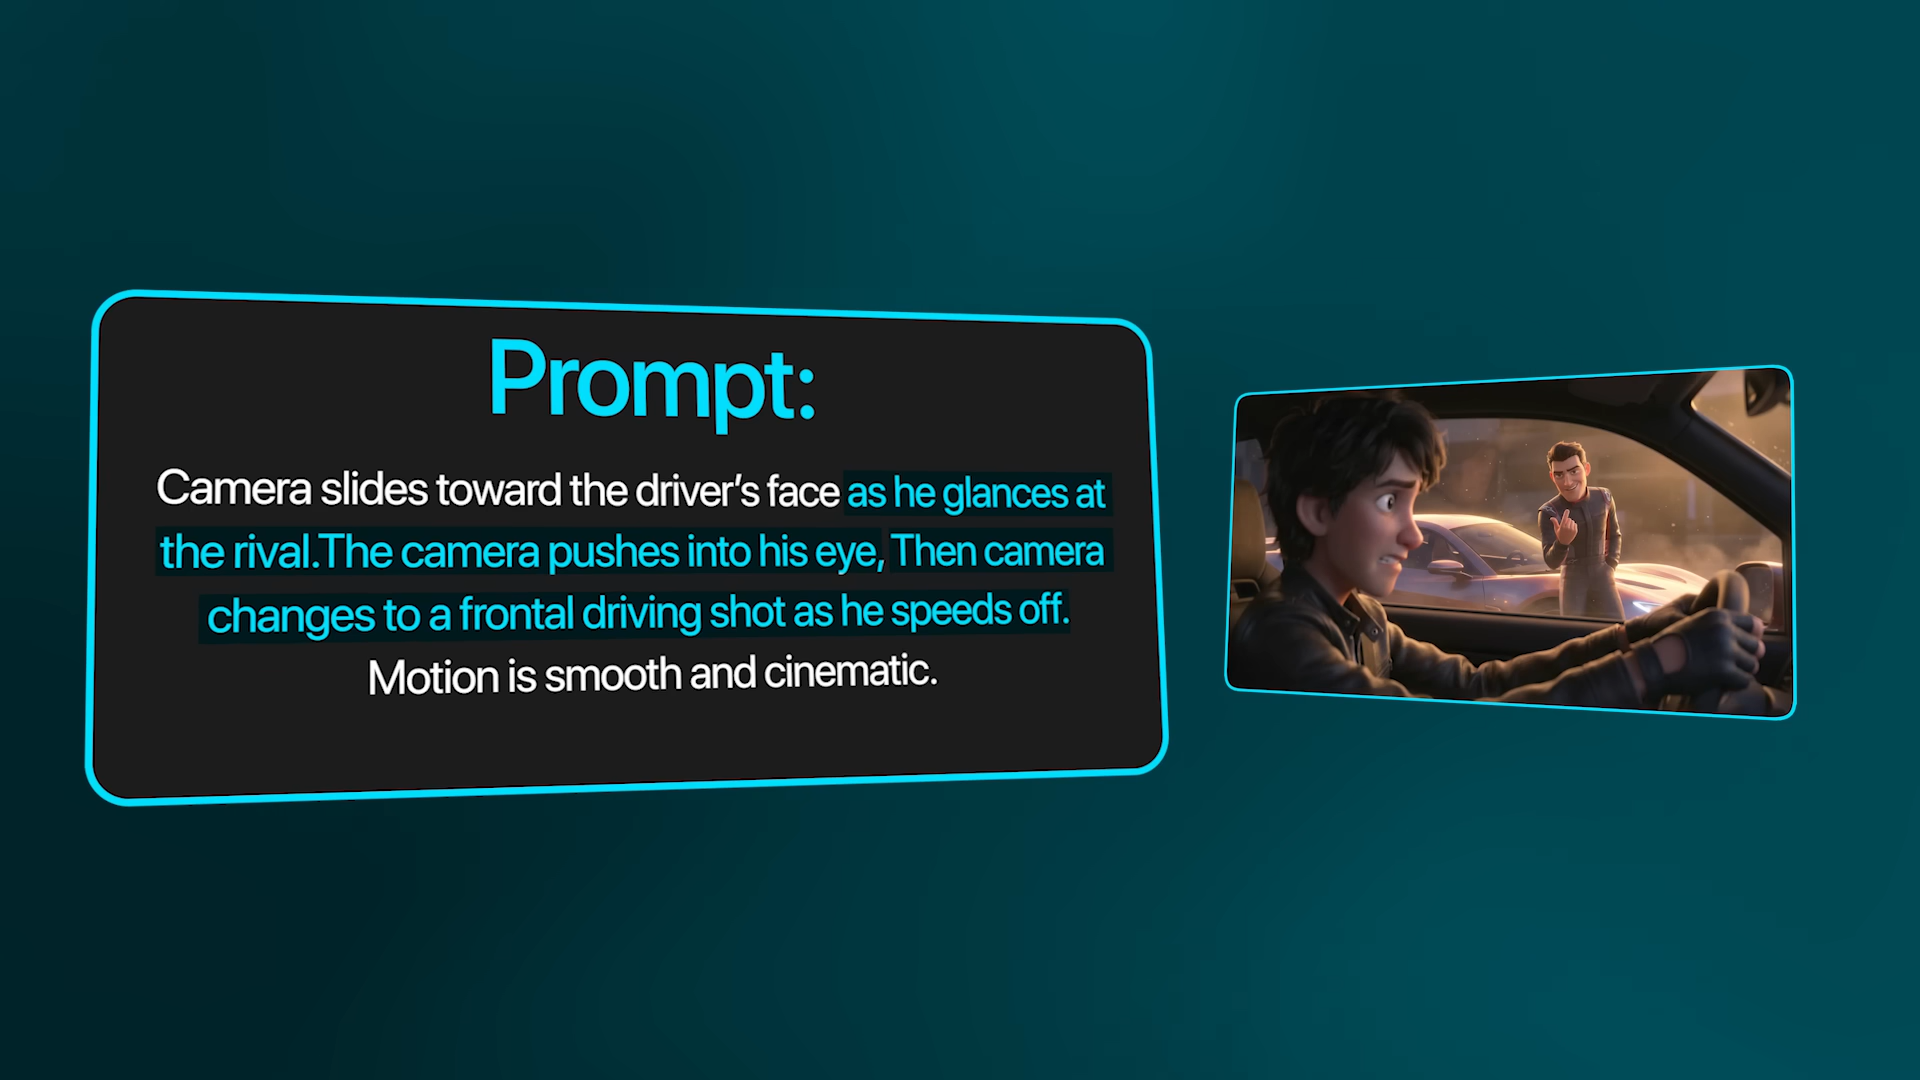 Prompt:
Camera slides toward the driver’s face as he glances at
the rival.The camera pushes into his eye, Then camera
changes to a frontal driving shot as he speeds off.
Motion is smooth and cinematic.